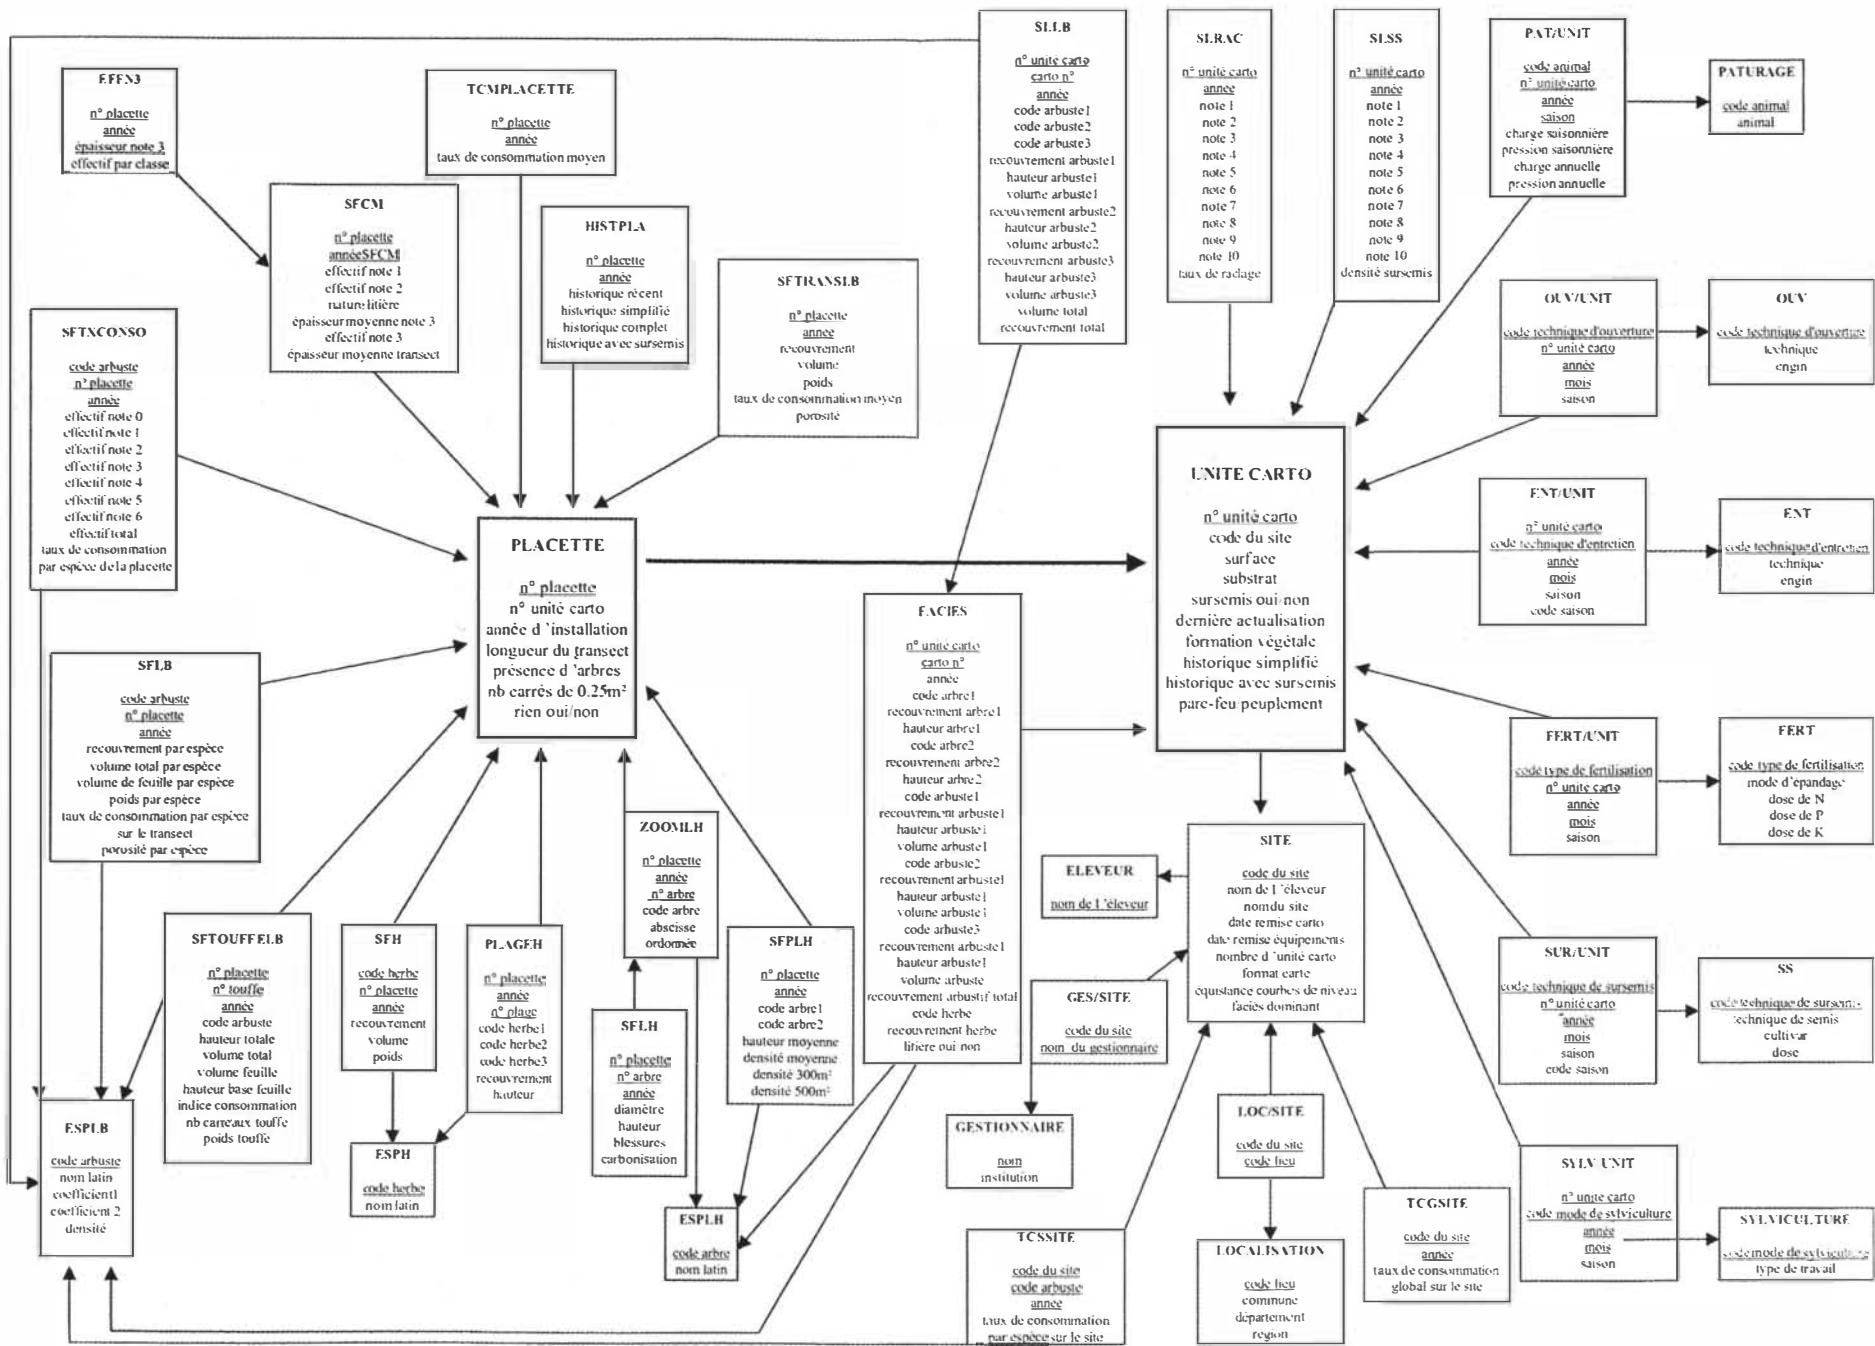 EFFN3
n° placette
année
épaisseur note 3
effectif par classe
TCMPLACETTE
n° placette
année
taux de consommation moyen
SLLB
n° unité carto
carto n°
année
code arbuste1
code arbuste2
code arbuste3
recouvrement arbuste1
hauteur arbuste1
volume arbuste1
recouvrement arbuste2
hauteur arbuste2
volume arbuste2
recouvrement arbuste3
hauteur arbuste3
volume arbuste3
volume total
recouvrement total
SLRAC
n° unité carto
année
note 1
note 2
note 3
note 4
note 5
note 6
note 7
note 8
note 9
note 10
taux de raclage
SLSS
n° unité carto
année
note 1
note 2
note 3
note 4
note 5
note 6
note 7
note 8
note 9
note 10
densité sursemis
PAT/UNIT
code animal
n° unité carto
année
saison
charge saisonnière
pression saisonnière
charge annuelle
pression annuelle
PATURAGE
code animal
animal
SFCM
n° placette
annéeSFCM
effectif note 1
effectif note 2
nature litière
épaisseur moyenne note 3
effectif note 3
épaisseur moyenne transect
HISTPLA
n° placette
année
historique récent
historique simplifié
historique complet
historique avec sursemis
SFTRANSLB
n° placette
année
recouvrement
volume
poids
taux de consommation moyen
porosité
SFTXCONSO
code arbuste
n° placette
année
effectif note 0
effectif note 1
effectif note 2
effectif note 3
effectif note 4
effectif note 5
effectif note 6
effectif total
taux de consommation
par espèce de la placette
OUV/UNIT
code technique d'ouverture
n° unité carto
année
mois
saison
OUV
code technique d'ouverture
technique
engin
PLACETTE
n° placette
n° unité carto
année d 'installation
longueur du transect
présence d 'arbres
nb carrés de 0.25m²
rien oui/non
UNITE CARTO
n° unité carto
code du site
surface
substrat
sursemis oui-non
dernière actualisation
formation végétale
historique simplifié
historique avec sursemis
pare-feu peuplement
ENT/UNIT
n° unité carto
code technique d'entretien
année
mois
saison
code saison
ENT
code technique d'entretien
technique
engin
FACIES
n° unité carto
carto n°
année
code arbre1
recouvrement arbre1
hauteur arbre1
code arbre2
recouvrement arbre2
hauteur arbre2
code arbuste1
recouvrement arbuste1
hauteur arbuste1
volume arbuste1
code arbuste2
recouvrement arbuste1
hauteur arbuste1
volume arbuste1
code arbuste3
recouvrement arbuste1
hauteur arbuste1
volume arbuste
recouvrement arbustif total
code herbe
recouvrement herbe
litière oui non
SFLB
code arbuste
n° placette
année
recouvrement par espèce
volume total par espèce
volume de feuille par espèce
poids par espèce
taux de consommation par espèce
sur le transect
porosité par espèce
FERT/UNIT
code type de fertilisation
n° unité carto
année
mois
saison
FERT
code type de fertilisation
mode d'épandage
dose de N
dose de P
dose de K
ZOOMLH
n° placette
année
n° arbre
code arbre
abscisse
ordonnée
ELEVEUR
nom de l 'éleveur
SITE
code du site
nom de l 'éleveur
nom du site
date remise carto
date remise équipements
nombre d 'unité carto
format carte
équistance courbes de niveau
faciès dominant
SFTOUFFELB
n° placette
n° touffe
année
code arbuste
hauteur totale
volume total
volume feuille
hauteur base feuille
indice consommation
nb carreaux touffe
poids touffe
SFH
code herbe
n° placette
année
recouvrement
volume
poids
PLAGEH
n° placette
année
n° plage
code herbe1
code herbe2
code herbe3
recouvrement
hauteur
SFPLH
n° placette
année
code arbre1
code arbre2
hauteur moyenne
densité moyenne
densité 300m²
densité 500m²
SFLH
n° placette
n° arbre
année
diamètre
hauteur
blessures
carbonisation
GES/SITE
code du site
nom du gestionnaire
SUR/UNIT
code technique de sursemis
n° unité carto
année
mois
saison
code saison
SS
code technique de sursemis
technique de semis
cultivar
dose
ESPLB
code arbuste
nom latin
coefficient1
coefficient 2
densité
ESPH
code herbe
nom latin
GESTIONNAIRE
nom
institution
LOC/SITE
code du site
code lieu
ESPLH
code arbre
nom latin
TCSSITE
code du site
code arbuste
année
taux de consommation
par espèce sur le site
LOCALISATION
code lieu
commune
département
region
TCGSITE
code du site
année
taux de consommation
global sur le site
SYLV UNIT
n° unité carto
code mode de sylviculture
année
mois
saison
SYLVICULTURE
code mode de sylviculture
type de travail